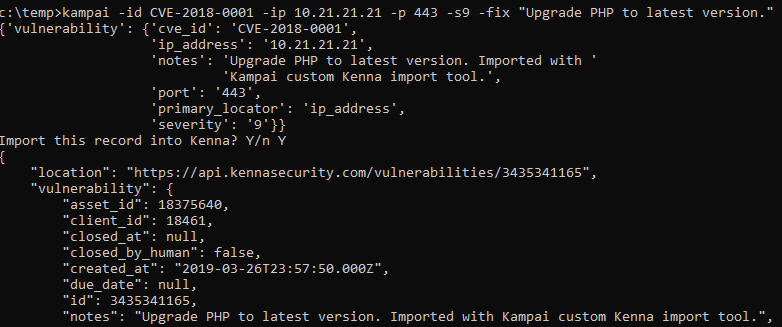 c:\temp>kampai -id CVE-2018-0001 -ip 10.21.21.21 -p 443 -s9 -fix "Upgrade PHP to latest version."
{'vulnerability': {'cve_id': 'CVE-2018-0001',
                   'ip_address': '10.21.21.21',
                   'notes': 'Upgrade PHP to latest version. Imported with '
                            'Kampai custom Kenna import tool.',
                   'port': '443',
                   'primary_locator': 'ip_address',
                   'severity': '9'}}
Import this record into Kenna? Y/n Y
{
    "location": "https://api.kennasecurity.com/vulnerabilities/3435341165",
    "vulnerability": {
        "asset_id": 18375640,
        "client_id": 18461,
        "closed_at": null,
        "closed_by_human": false,
        "created_at": "2019-03-26T23:57:50.000Z",
        "due_date": null,
        "id": 3435341165,
        "notes": "Upgrade PHP to latest version. Imported with Kampai custom Kenna import tool.",